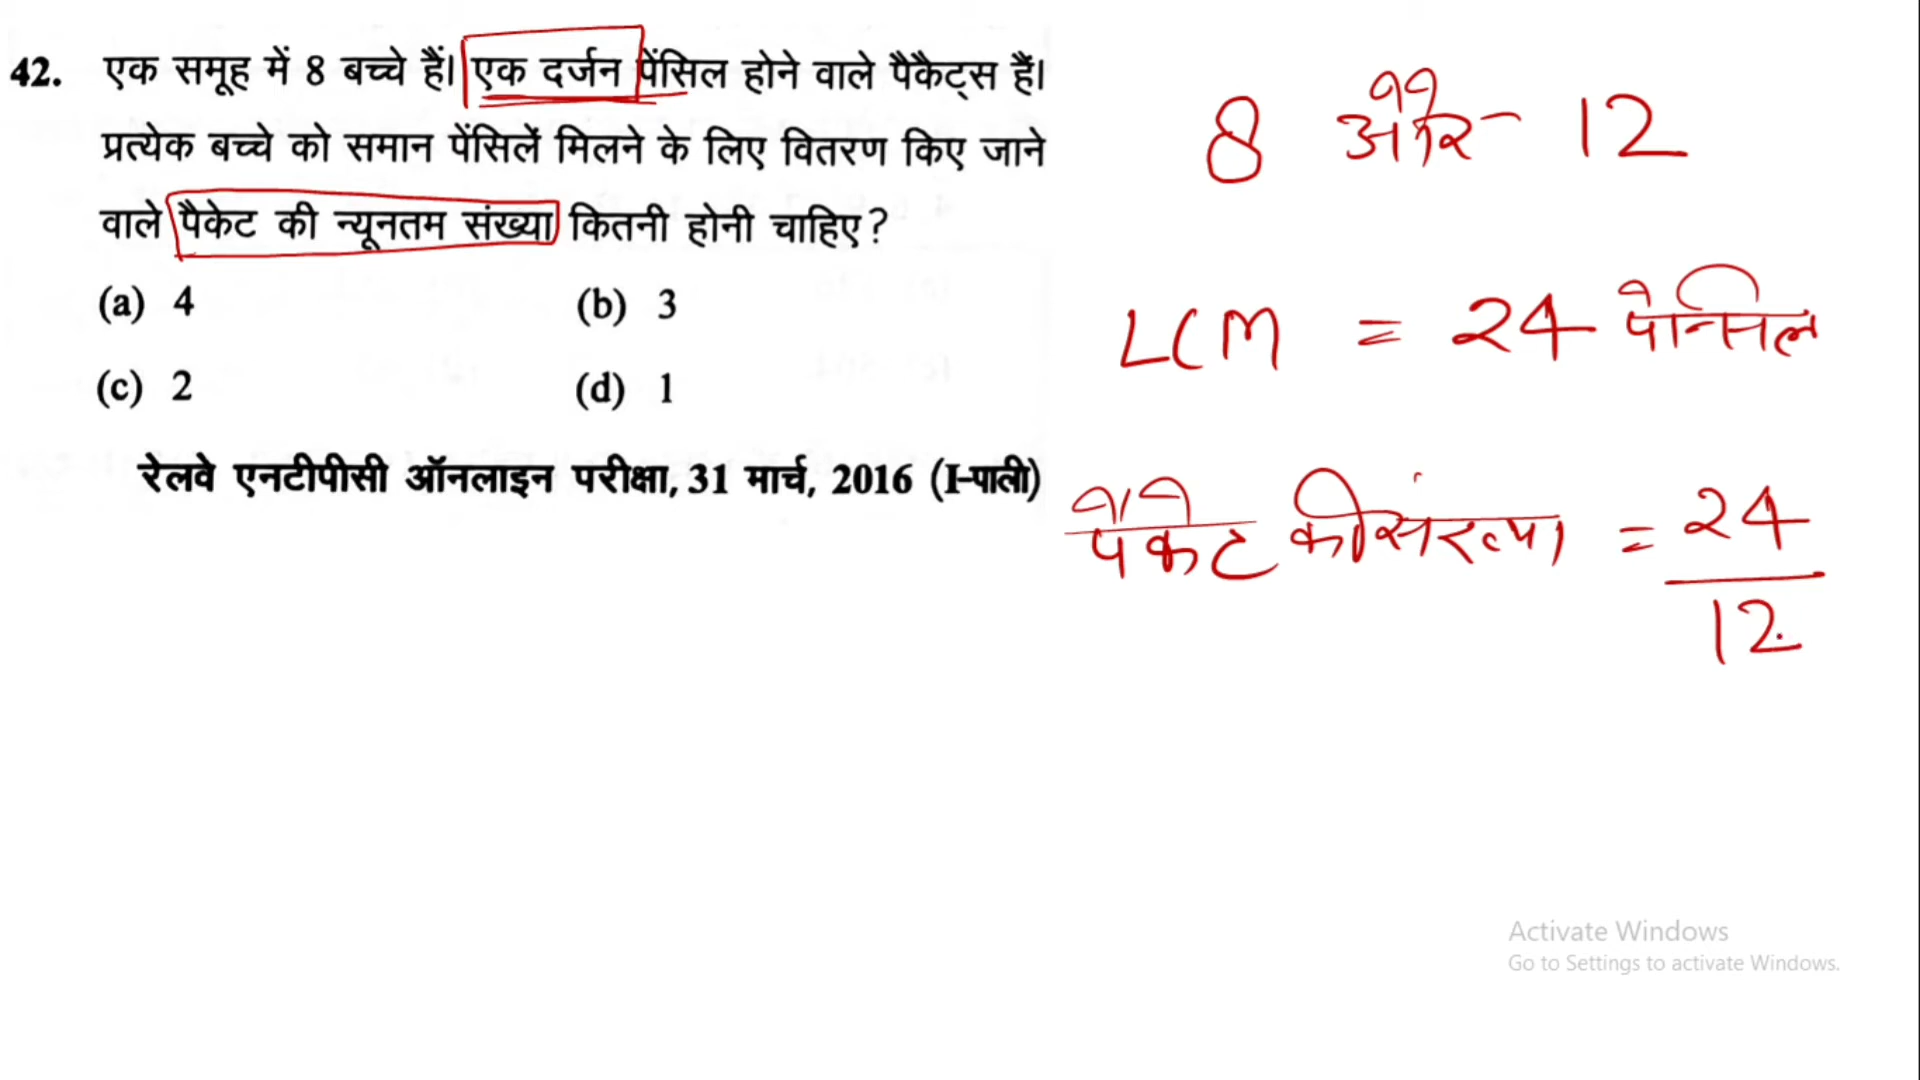 42. एक समूह में 8 बच्चे हैं। एक दर्जन पेंसिल होने वाले पैकैट्स हैं।
प्रत्येक बच्चे को समान पेंसिलें मिलने के लिए वितरण किए जाने
वाले पैकेट की न्यूनतम संख्या कितनी होनी चाहिए?
(a) 4 (b) 3
(c) 2 (d) 1
रेलवे एनटीपीसी ऑनलाइन परीक्षा, 31 मार्च, 2016 (I-पाली)
8 और 12
LCM = 24 पेन्सिल
पैकेट की संख्या = 24
12
Activate Windows
Go to Settings to activate Windows.